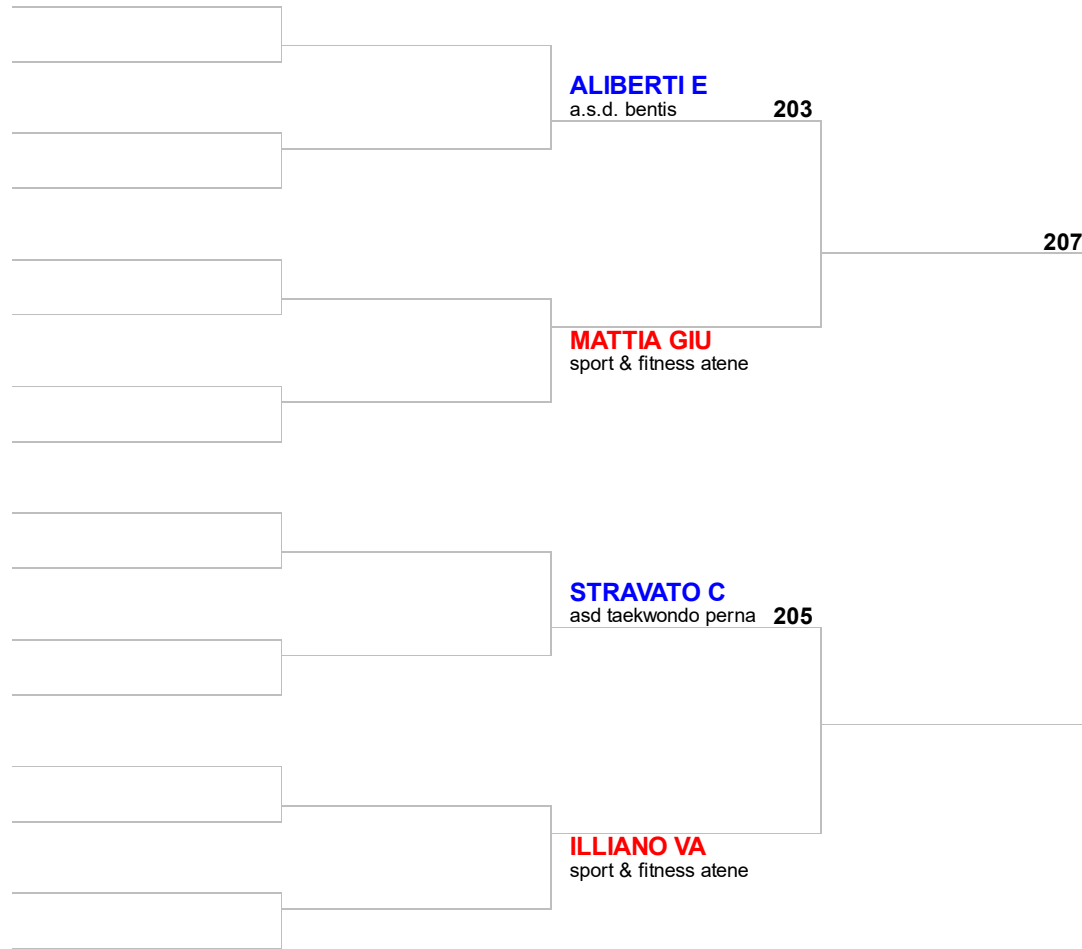 ALIBERTI E
a.s.d. bentis 203
207
MATTIA GIU
sport & fitness atene
STRAVATO C
asd taekwondo perna 205
ILLIANO VA
sport & fitness atene